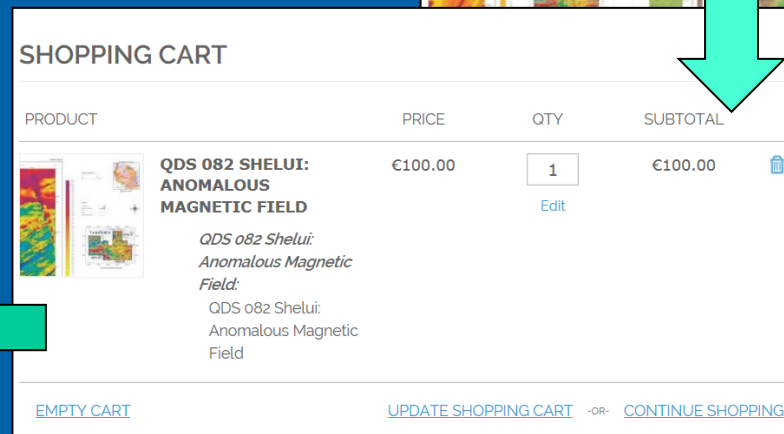 SHOPPING CART
PRODUCT PRICE QTY SUBTOTAL
QDS 082 SHELUI: €100.00 1 €100.00
ANOMALOUS
MAGNETIC FIELD Edit
QDS 082 Shelui:
Anomalous Magnetic
Field:
QDS 082 Shelui:
Anomalous Magnetic
Field
EMPTY CART UPDATE SHOPPING CART -OR- CONTINUE SHOPPING